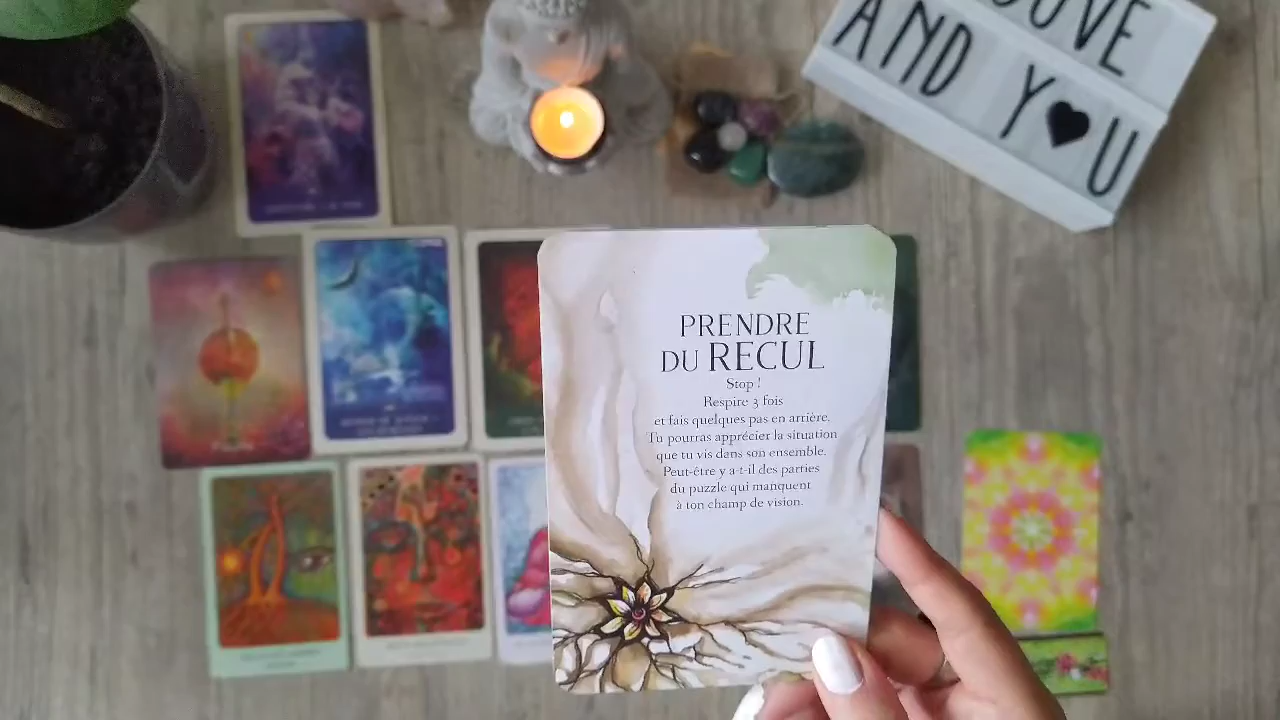 AND Y♥U
PRENDRE
DU RECUL
Stop !
Respire 3 fois
et fais quelques pas en arrière.
Tu pourras apprécier la situation
que tu vis dans son ensemble.
Peut-être y a-t-il des parties
du puzzle qui manquent
à ton champ de vision.